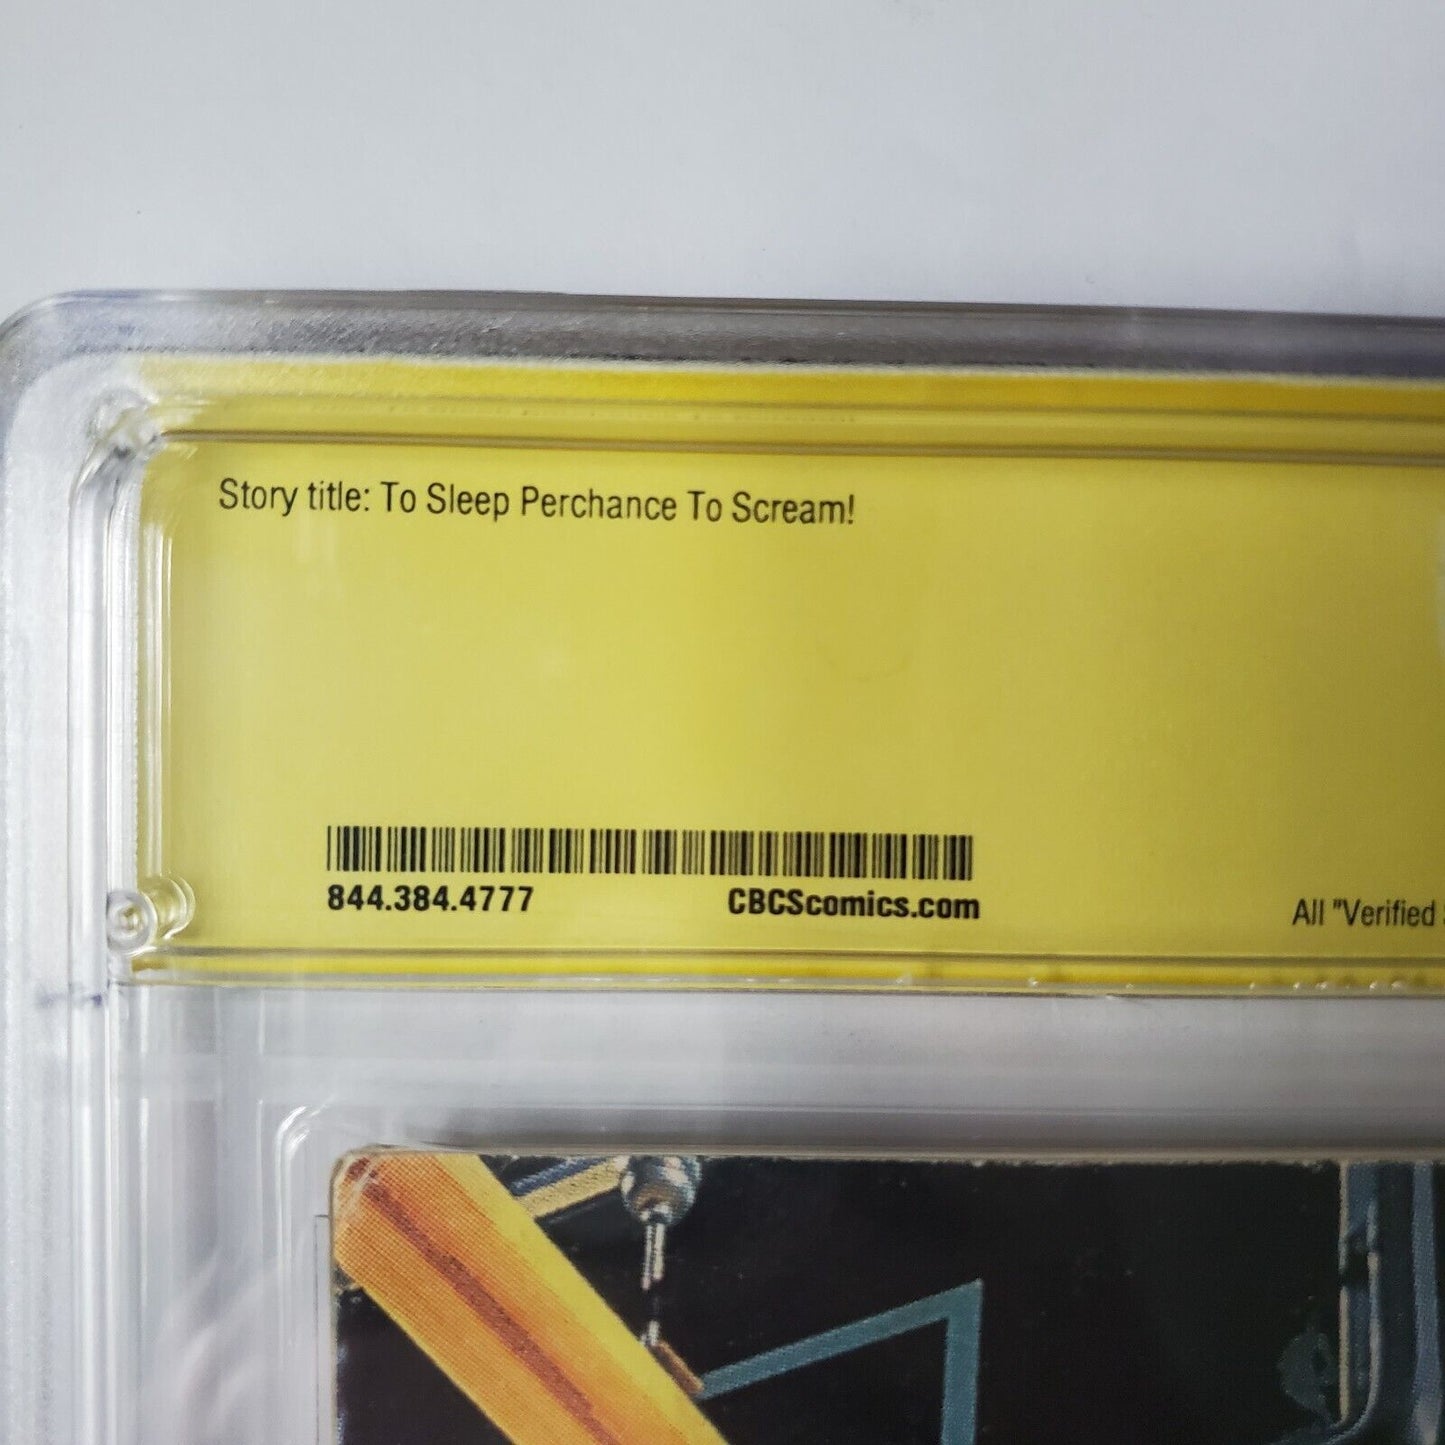 Story title: To Sleep Perchance To Scream!
844.384.4777 CBCScomics.com
All "Verified